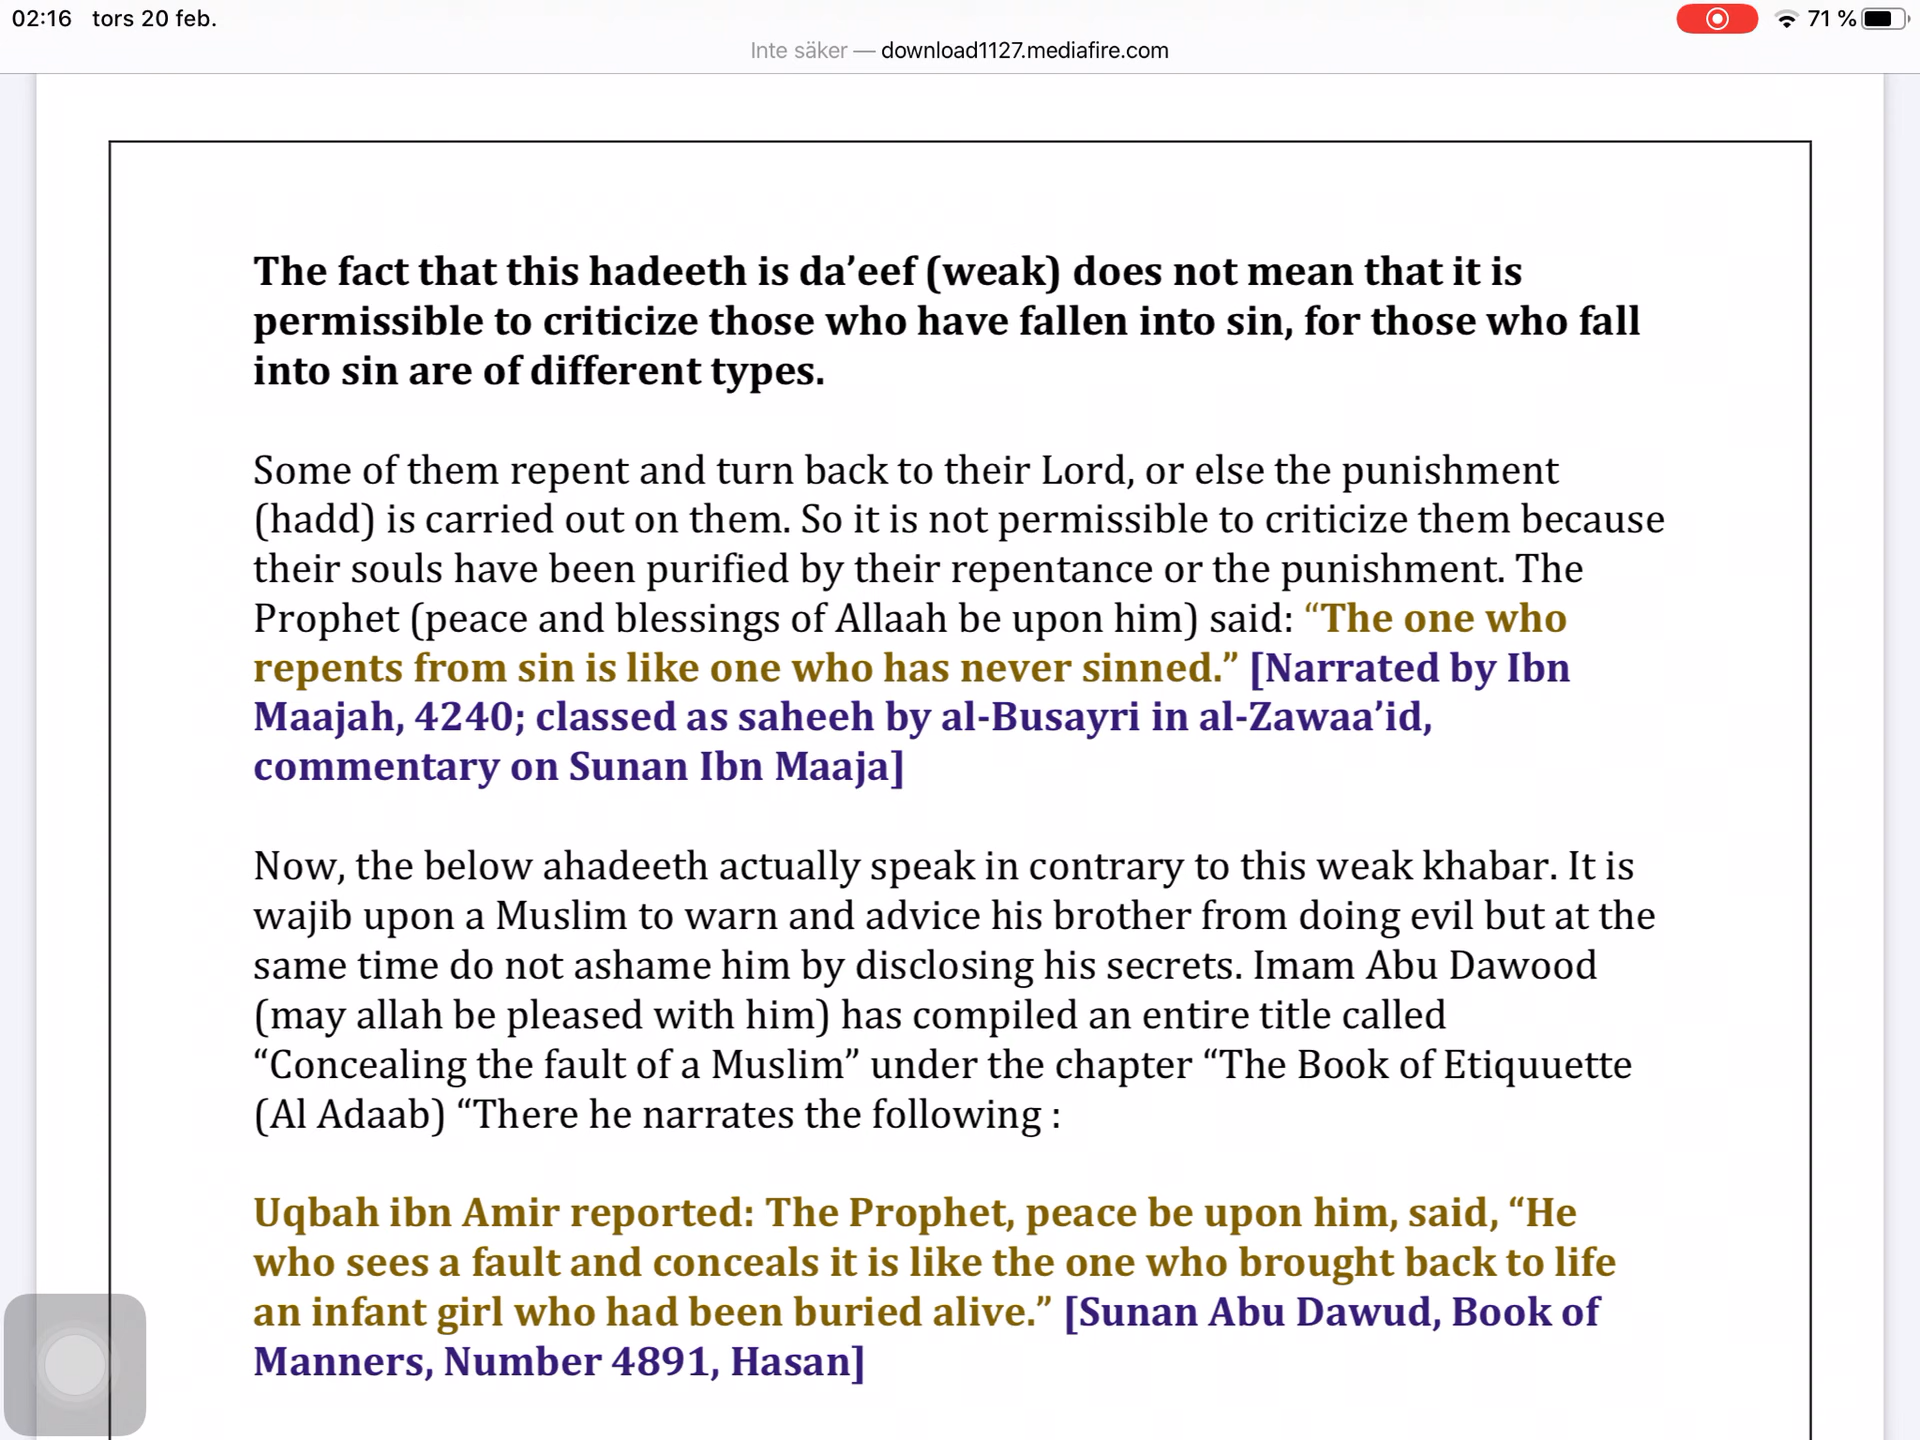 02:16 tors 20 feb.
71 %
Inte säker — download1127.mediafire.com
The fact that this hadeeth is da’eef (weak) does not mean that it is
permissible to criticize those who have fallen into sin, for those who fall
into sin are of different types.
Some of them repent and turn back to their Lord, or else the punishment
(hadd) is carried out on them. So it is not permissible to criticize them because
their souls have been purified by their repentance or the punishment. The
Prophet (peace and blessings of Allaah be upon him) said: “The one who
repents from sin is like one who has never sinned.” [Narrated by Ibn
Maajah, 4240; classed as saheeh by al-Busayri in al-Zawaa’id,
commentary on Sunan Ibn Maaja]
Now, the below ahadeeth actually speak in contrary to this weak khabar. It is
wajib upon a Muslim to warn and advice his brother from doing evil but at the
same time do not ashame him by disclosing his secrets. Imam Abu Dawood
(may allah be pleased with him) has compiled an entire title called
“Concealing the fault of a Muslim” under the chapter “The Book of Etiquuette
(Al Adaab) “There he narrates the following :
Uqbah ibn Amir reported: The Prophet, peace be upon him, said, “He
who sees a fault and conceals it is like the one who brought back to life
an infant girl who had been buried alive.” [Sunan Abu Dawud, Book of
Manners, Number 4891, Hasan]